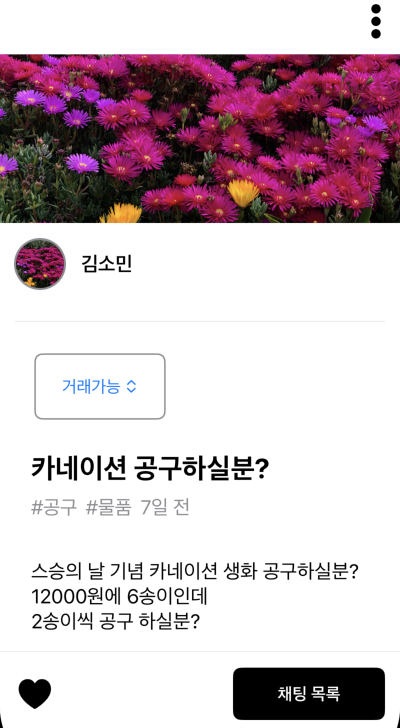 김소민
거래가능
카네이션 공구하실분?
#공구 #물품 7일 전
스승의 날 기념 카네이션 생화 공구하실분?
12000원에 6송이인데
2송이씩 공구 하실분?
채팅 목록